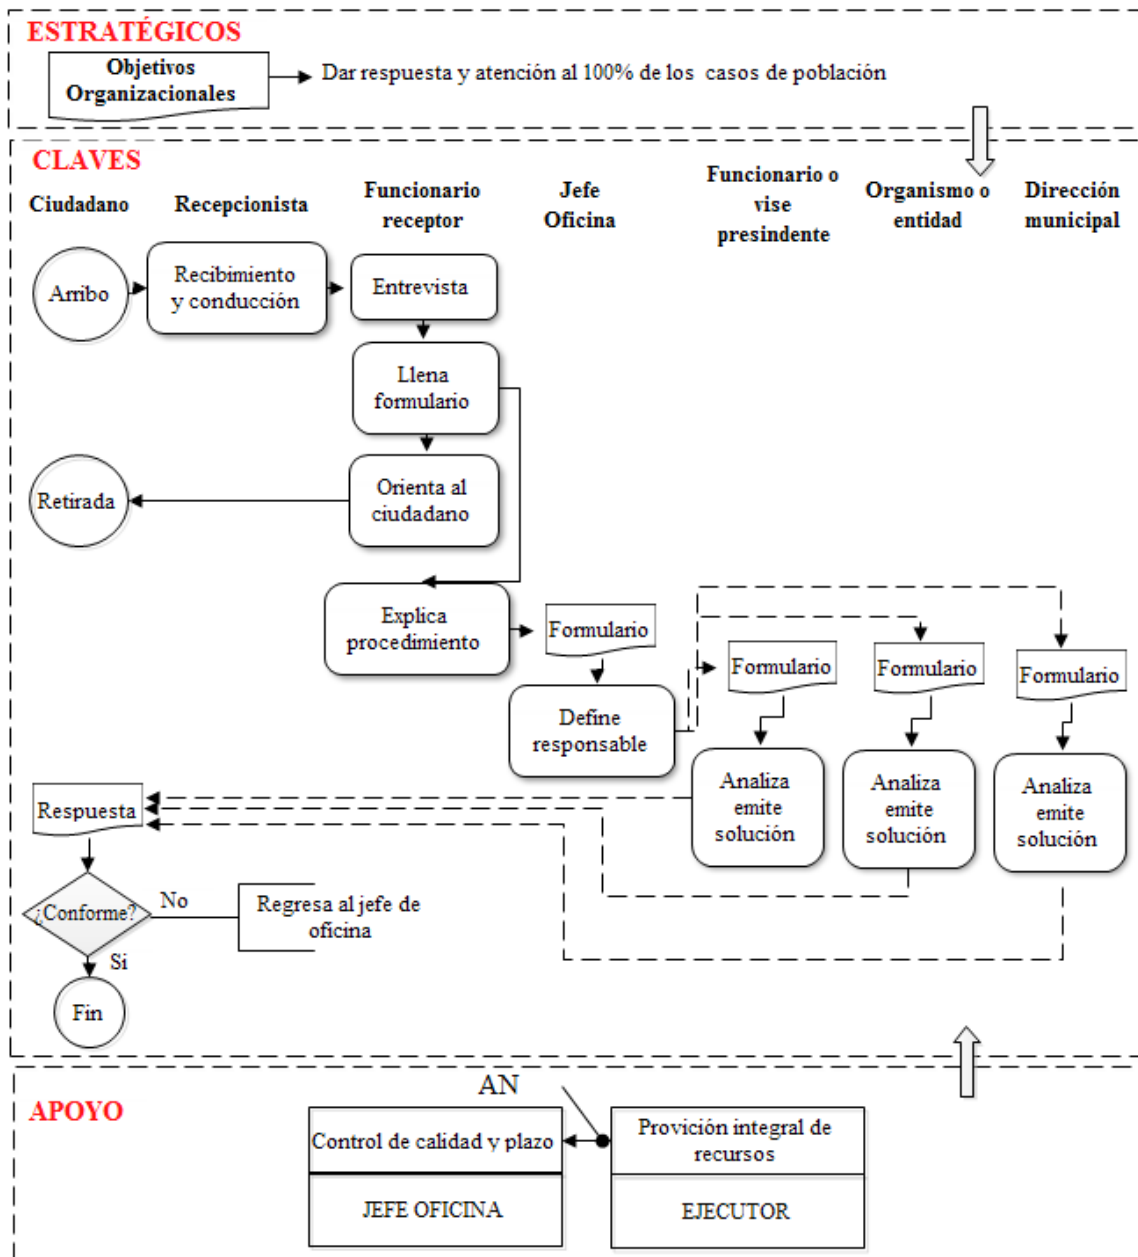 ESTRATÉGICOS
Objetivos
Organizacionales
Dar respuesta y atención al 100% de los casos de población
CLAVES
Ciudadano
Recepcionista
Funcionario
receptor
Jefe
Oficina
Funcionario o
vise
presindente
Organismo o
entidad
Dirección
municipal
Arribo
Recibimiento
y conducción
Entrevista
Llena
formulario
Retirada
Orienta al
ciudadano
Explica
procedimiento
Formulario
Formulario
Formulario
Formulario
Define
responsable
Analiza
emite
solución
Analiza
emite
solución
Analiza
emite
solución
Respuesta
¿Conforme?
No
Regresa al jefe de
oficina
Si
Fin
APOYO
AN
Control de calidad y plazo
JEFE OFICINA
Provición integral de
recursos
EJECUTOR